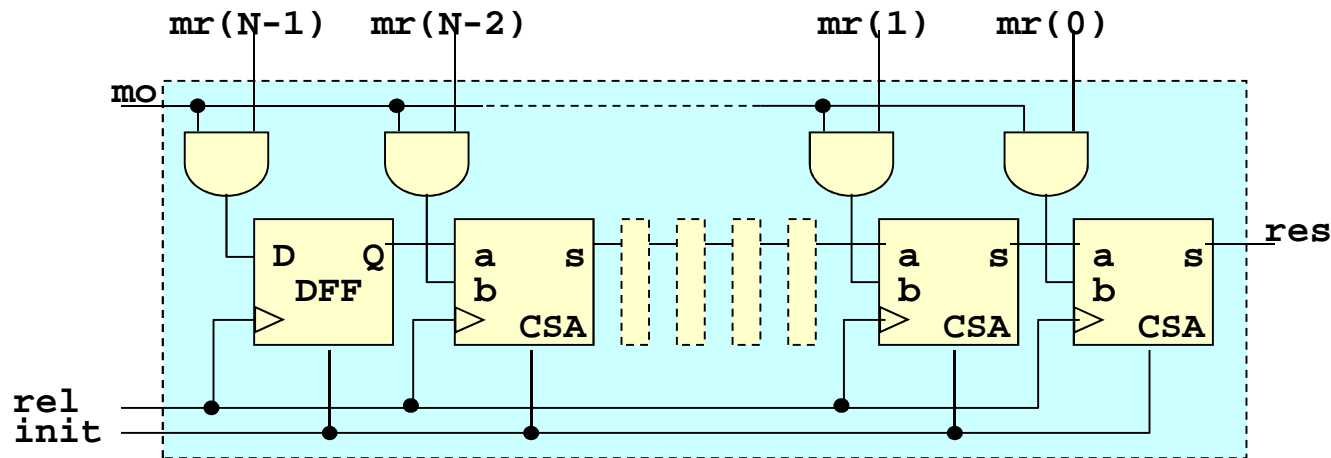 mr(N-1) mr(N-2) mr(1) mr(0)
mo
D Q a s a s a s res
DFF b b b
CSA CSA CSA
rel
init